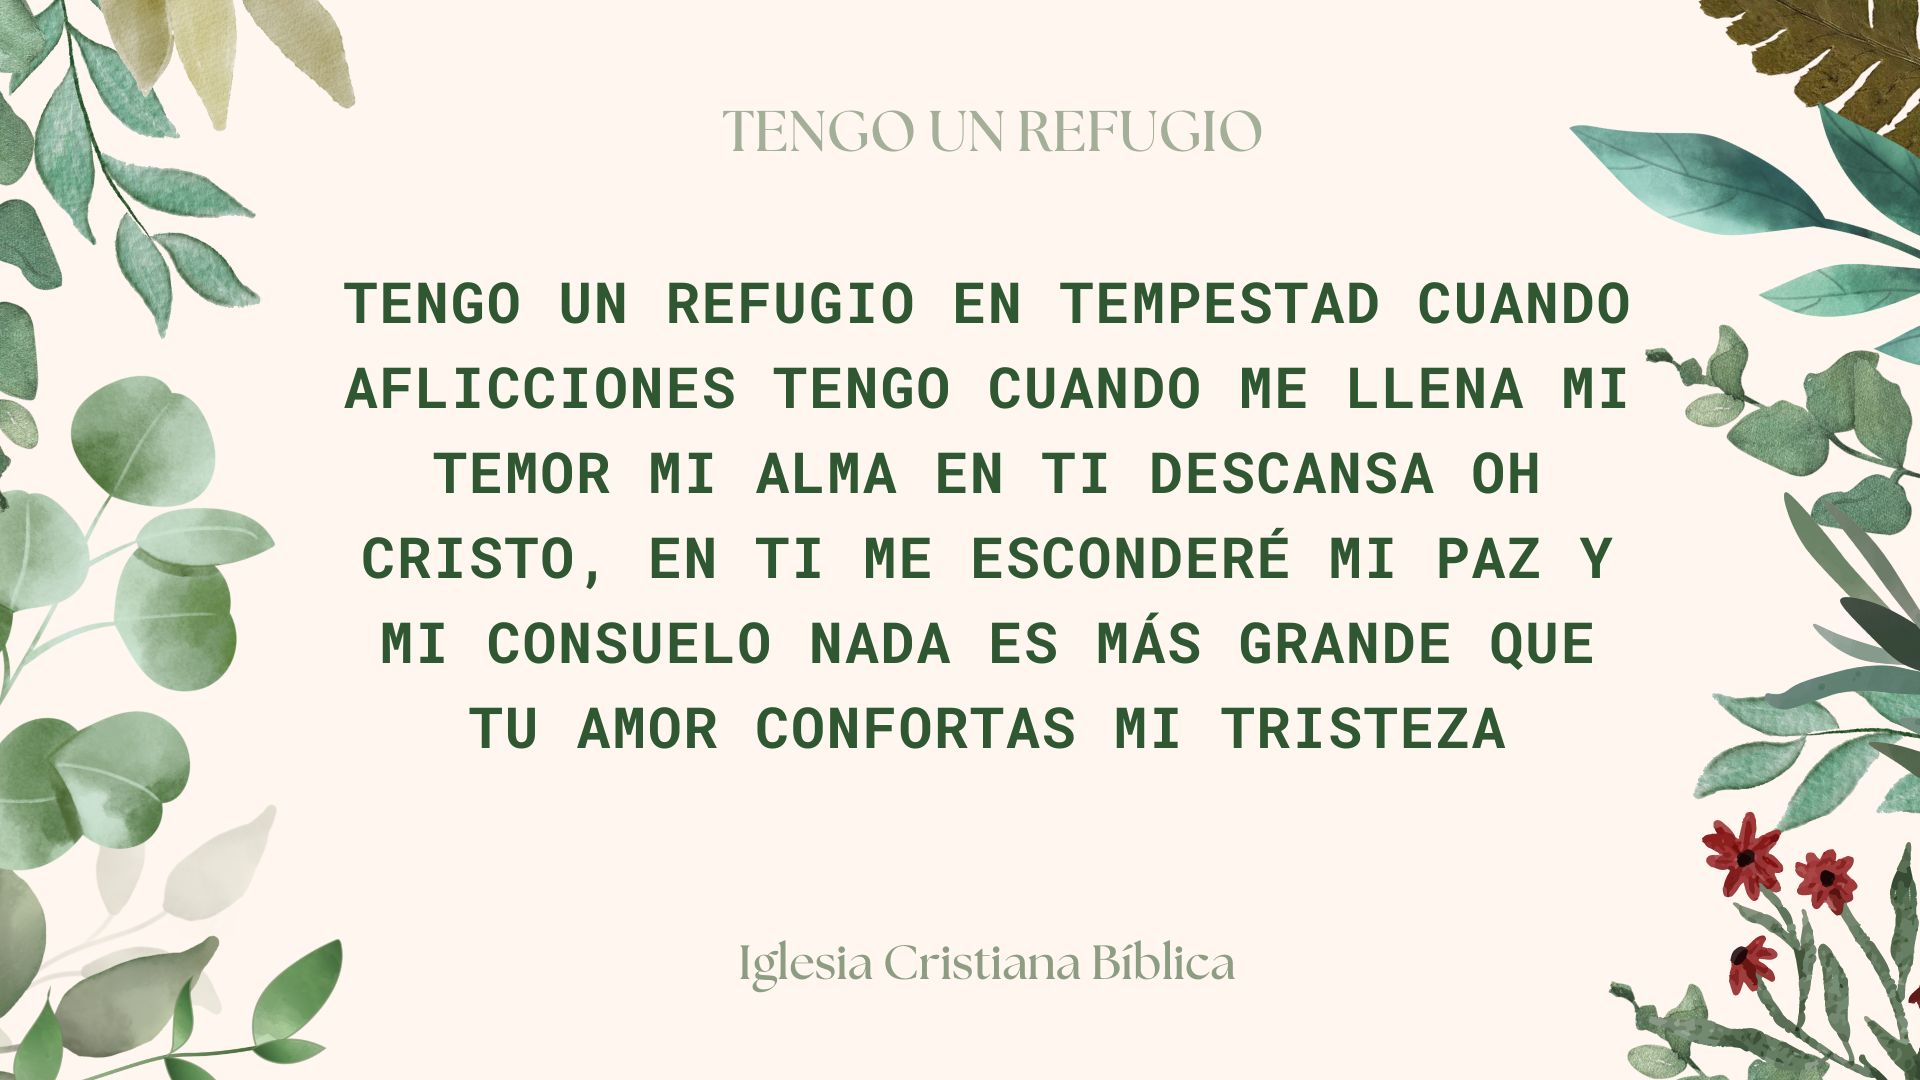 TENGO UN REFUGIO
TENGO UN REFUGIO EN TEMPESTAD CUANDO
AFLICCIONES TENGO CUANDO ME LLENA MI
TEMOR MI ALMA EN TI DESCANSA OH
CRISTO, EN TI ME ESCONDERÉ MI PAZ Y
MI CONSUELO NADA ES MÁS GRANDE QUE
TU AMOR CONFORTAS MI TRISTEZA
Iglesia Cristiana Bíblica